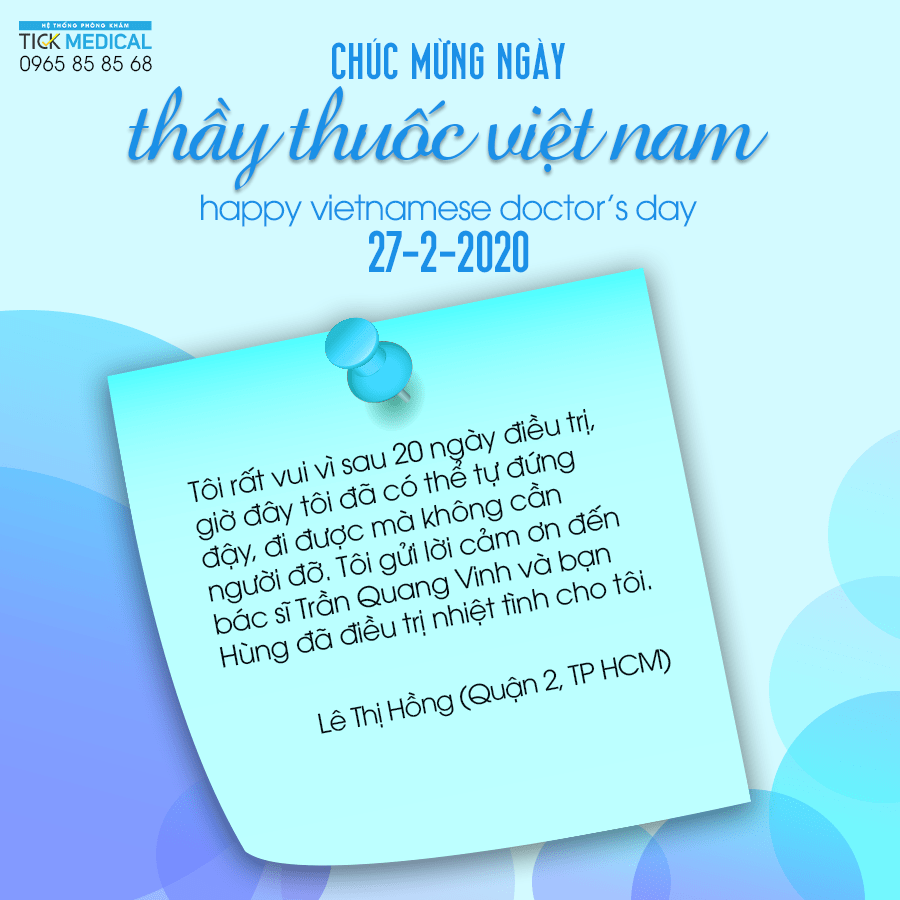 HỆ THỐNG PHÒNG KHÁM
TICK MEDICAL
0965 85 85 68
CHÚC MỪNG NGÀY
thầy thuốc việt nam
happy vietnamese doctor's day
27-2-2020
Tôi rất vui vì sau 20 ngày điều trị,
giờ đây tôi đã có thể tự đứng
đậy, đi được mà không cần
người đỡ. Tôi gửi lời cảm ơn đến
bác sĩ Trần Quang Vinh và bạn
Hùng đã điều trị nhiệt tình cho tôi.
Lê Thị Hồng (Quận 2, TP HCM)